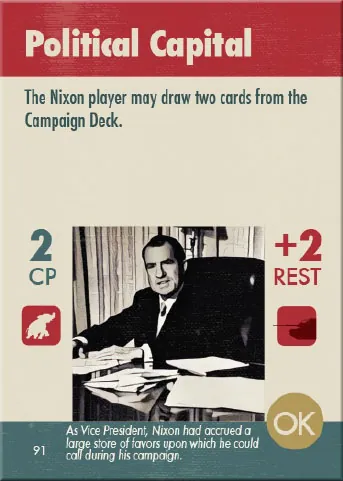 Political Capital
The Nixon player may draw two cards from the
Campaign Deck.
2
CP
+2
REST
OK
91
As Vice President, Nixon had accrued a
large store of favors upon which he could
call during his campaign.